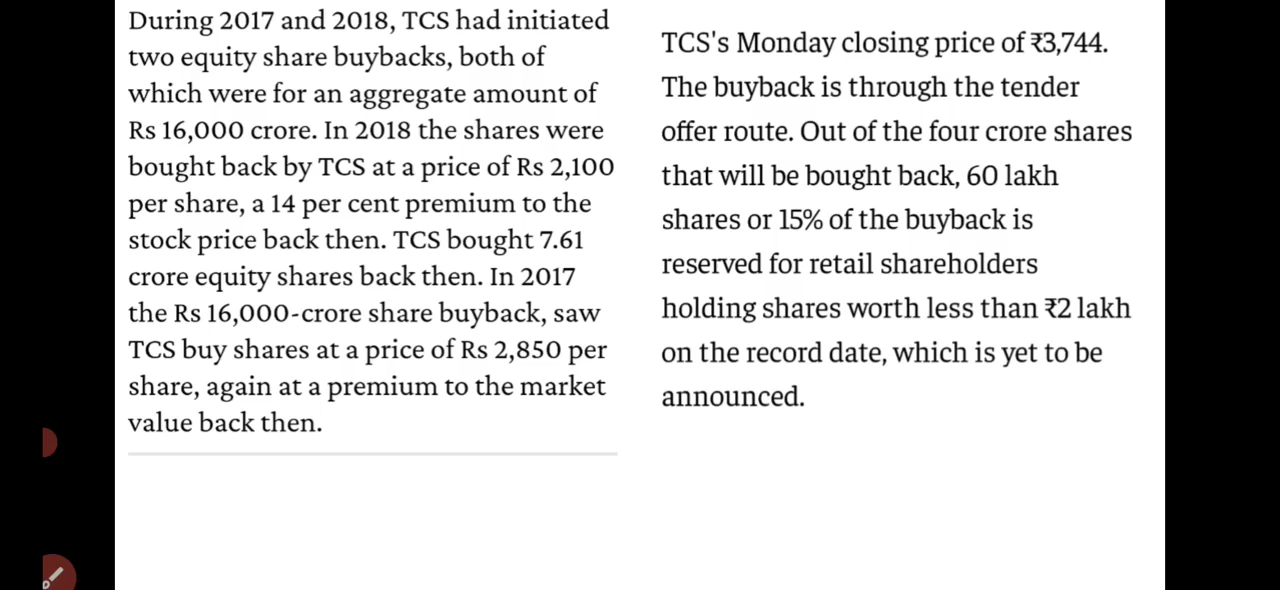 During 2017 and 2018, TCS had initiated
two equity share buybacks, both of
which were for an aggregate amount of
Rs 16,000 crore. In 2018 the shares were
bought back by TCS at a price of Rs 2,100
per share, a 14 per cent premium to the
stock price back then. TCS bought 7.61
crore equity shares back then. In 2017
the Rs 16,000-crore share buyback, saw
TCS buy shares at a price of Rs 2,850 per
share, again at a premium to the market
value back then.
TCS's Monday closing price of ₹3,744.
The buyback is through the tender
offer route. Out of the four crore shares
that will be bought back, 60 lakh
shares or 15% of the buyback is
reserved for retail shareholders
holding shares worth less than ₹2 lakh
on the record date, which is yet to be
announced.